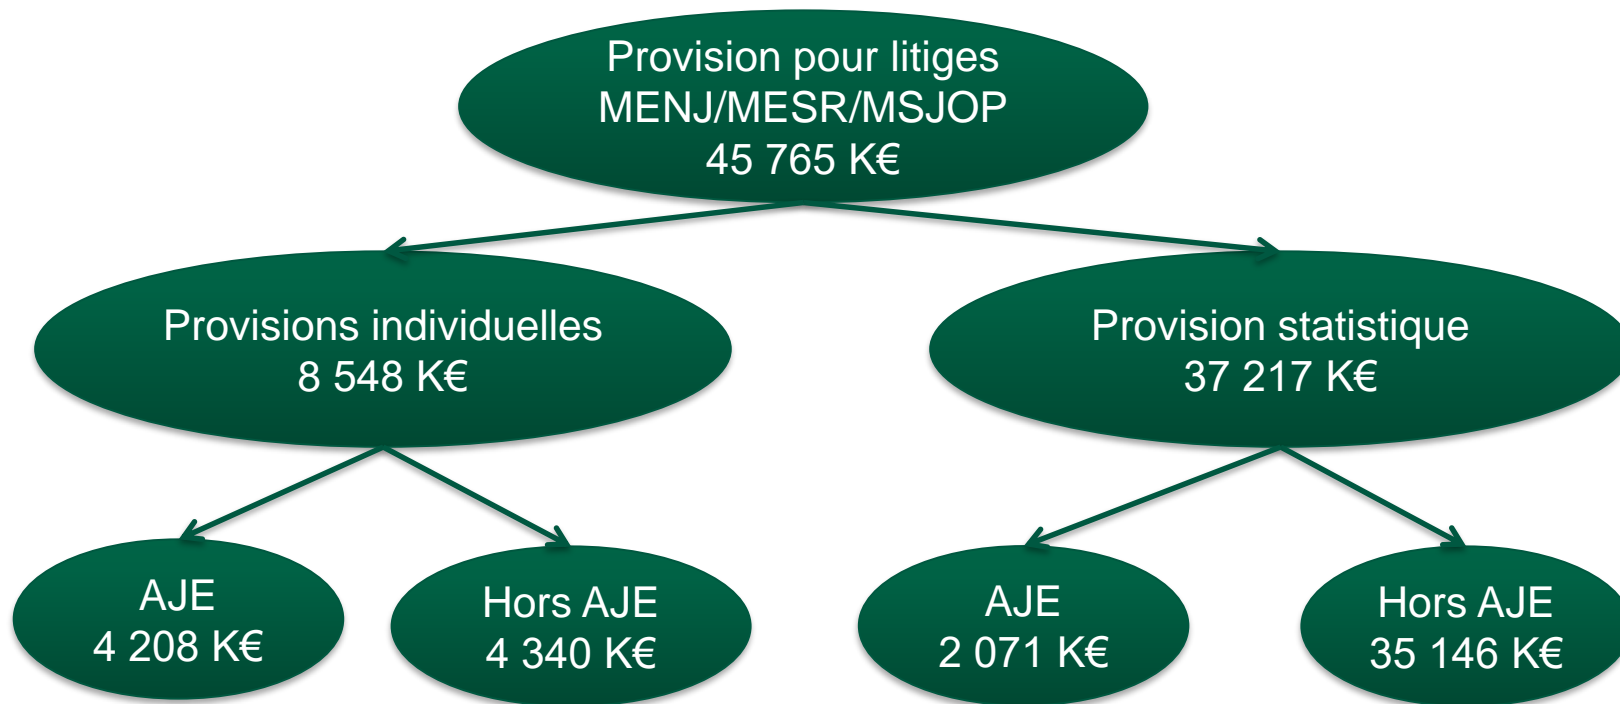 Provision pour litiges
MENJ/MESR/MSJOP
45 765 K€
Provisions individuelles
8 548 K€
Provision statistique
37 217 K€
AJE
4 208 K€
Hors AJE
4 340 K€
AJE
2 071 K€
Hors AJE
35 146 K€